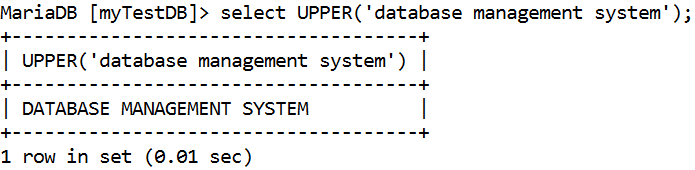 MariaDB [myTestDB]> select UPPER('database management system');
+-------------------------------------+
| UPPER('database management system') |
+-------------------------------------+
| DATABASE MANAGEMENT SYSTEM          |
+-------------------------------------+
1 row in set (0.01 sec)